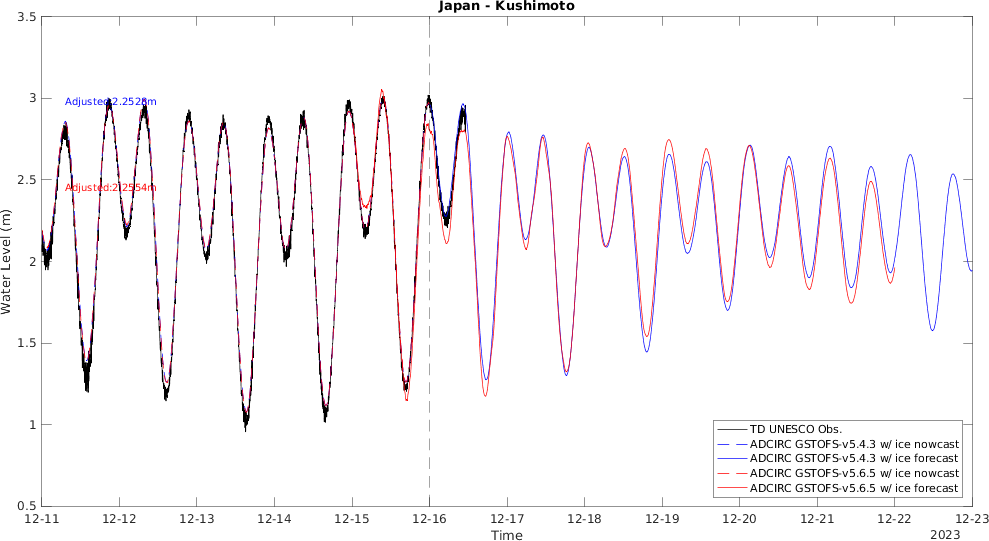 Japan - Kushimoto
3.5
3
2.5
2
1.5
1
0.5
Water Level (m)
Adjusted:2.2528m
Adjusted:2.2554m
TD UNESCO Obs.
ADCIRC GSTOFS-v5.4.3 w/ ice nowcast
ADCIRC GSTOFS-v5.4.3 w/ ice forecast
ADCIRC GSTOFS-v5.6.5 w/ ice nowcast
ADCIRC GSTOFS-v5.6.5 w/ ice forecast
12-11 12-12 12-13 12-14 12-15 12-16 12-17 12-18 12-19 12-20 12-21 12-22 12-23
Time
2023